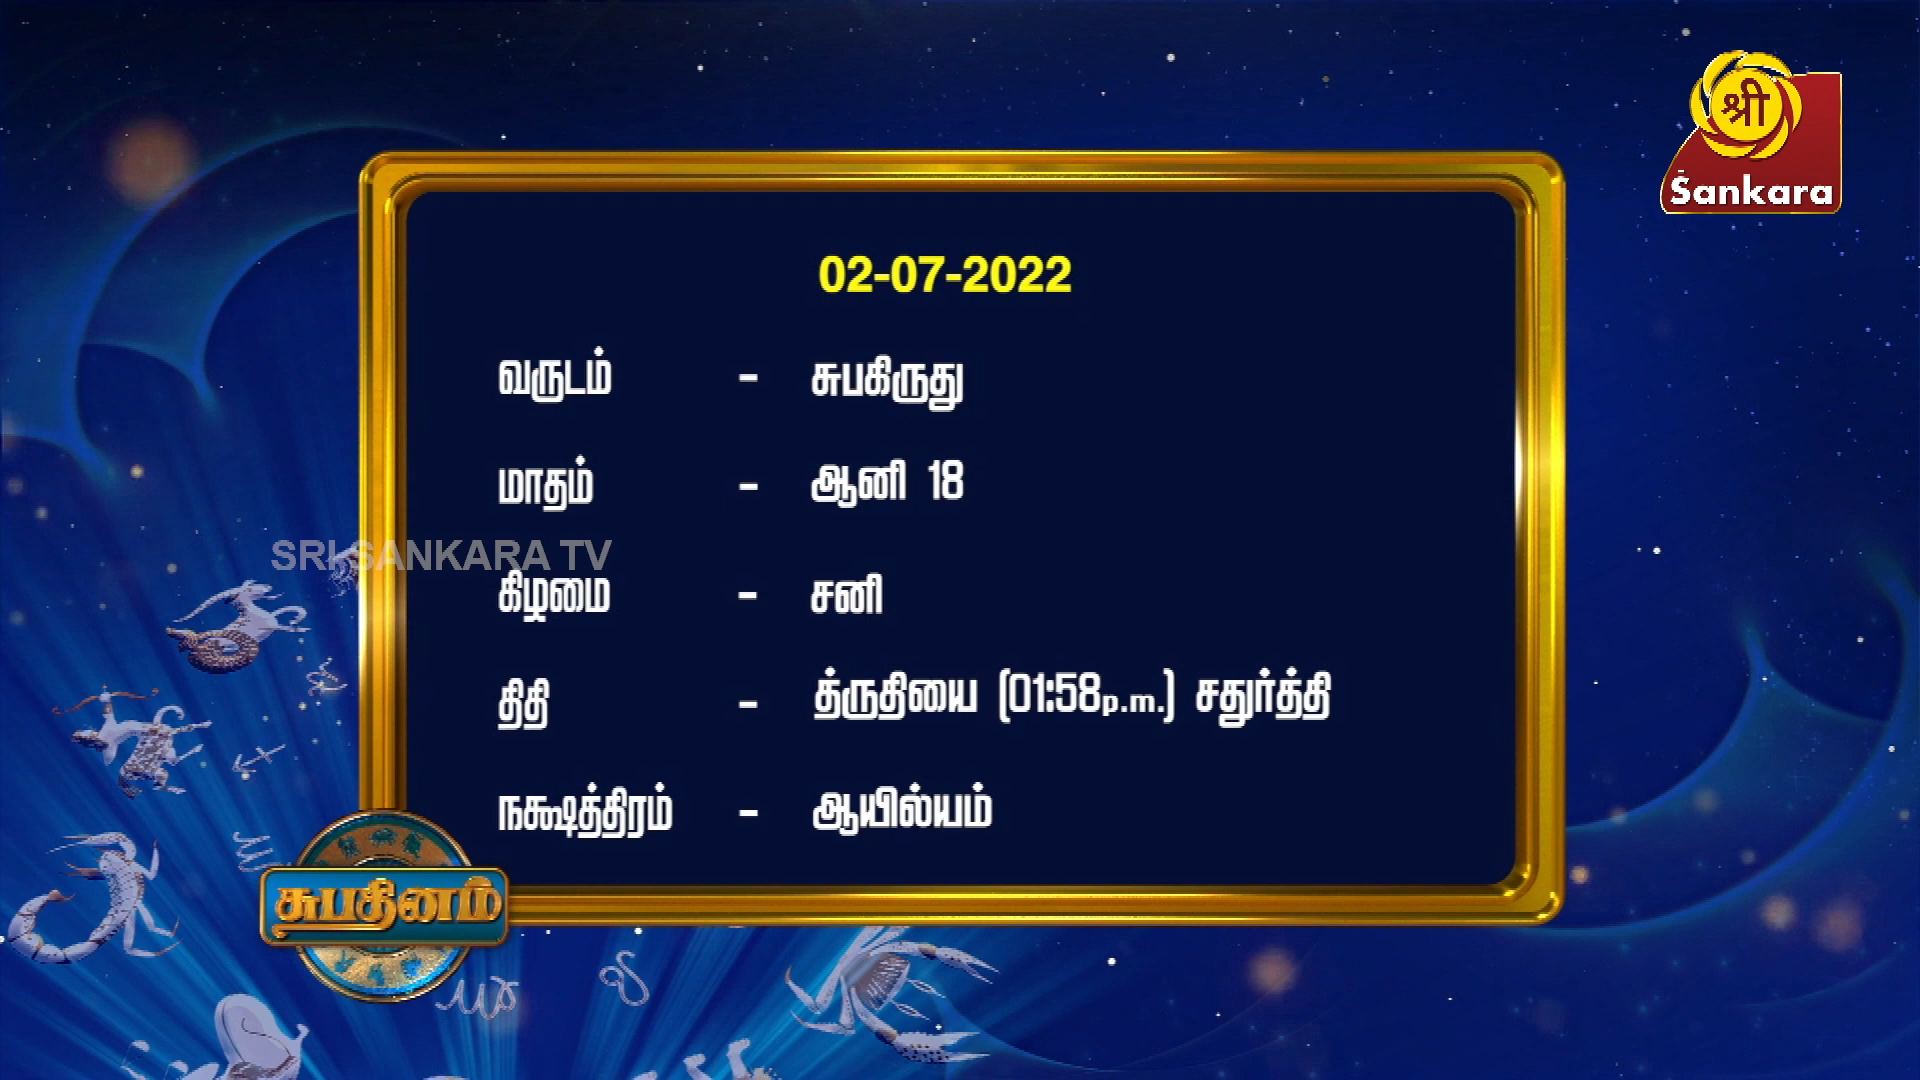 श्री
Sankara
02-07-2022
வருடம் - சுபகிருது
மாதம் - ஆனி 18
SRI SANKARA TV
கிழமை - சனி
திதி - த்ருதியை (01:58p.m.) சதுர்த்தி
நக்ஷத்திரம் - ஆயில்யம்
சுபதினம்